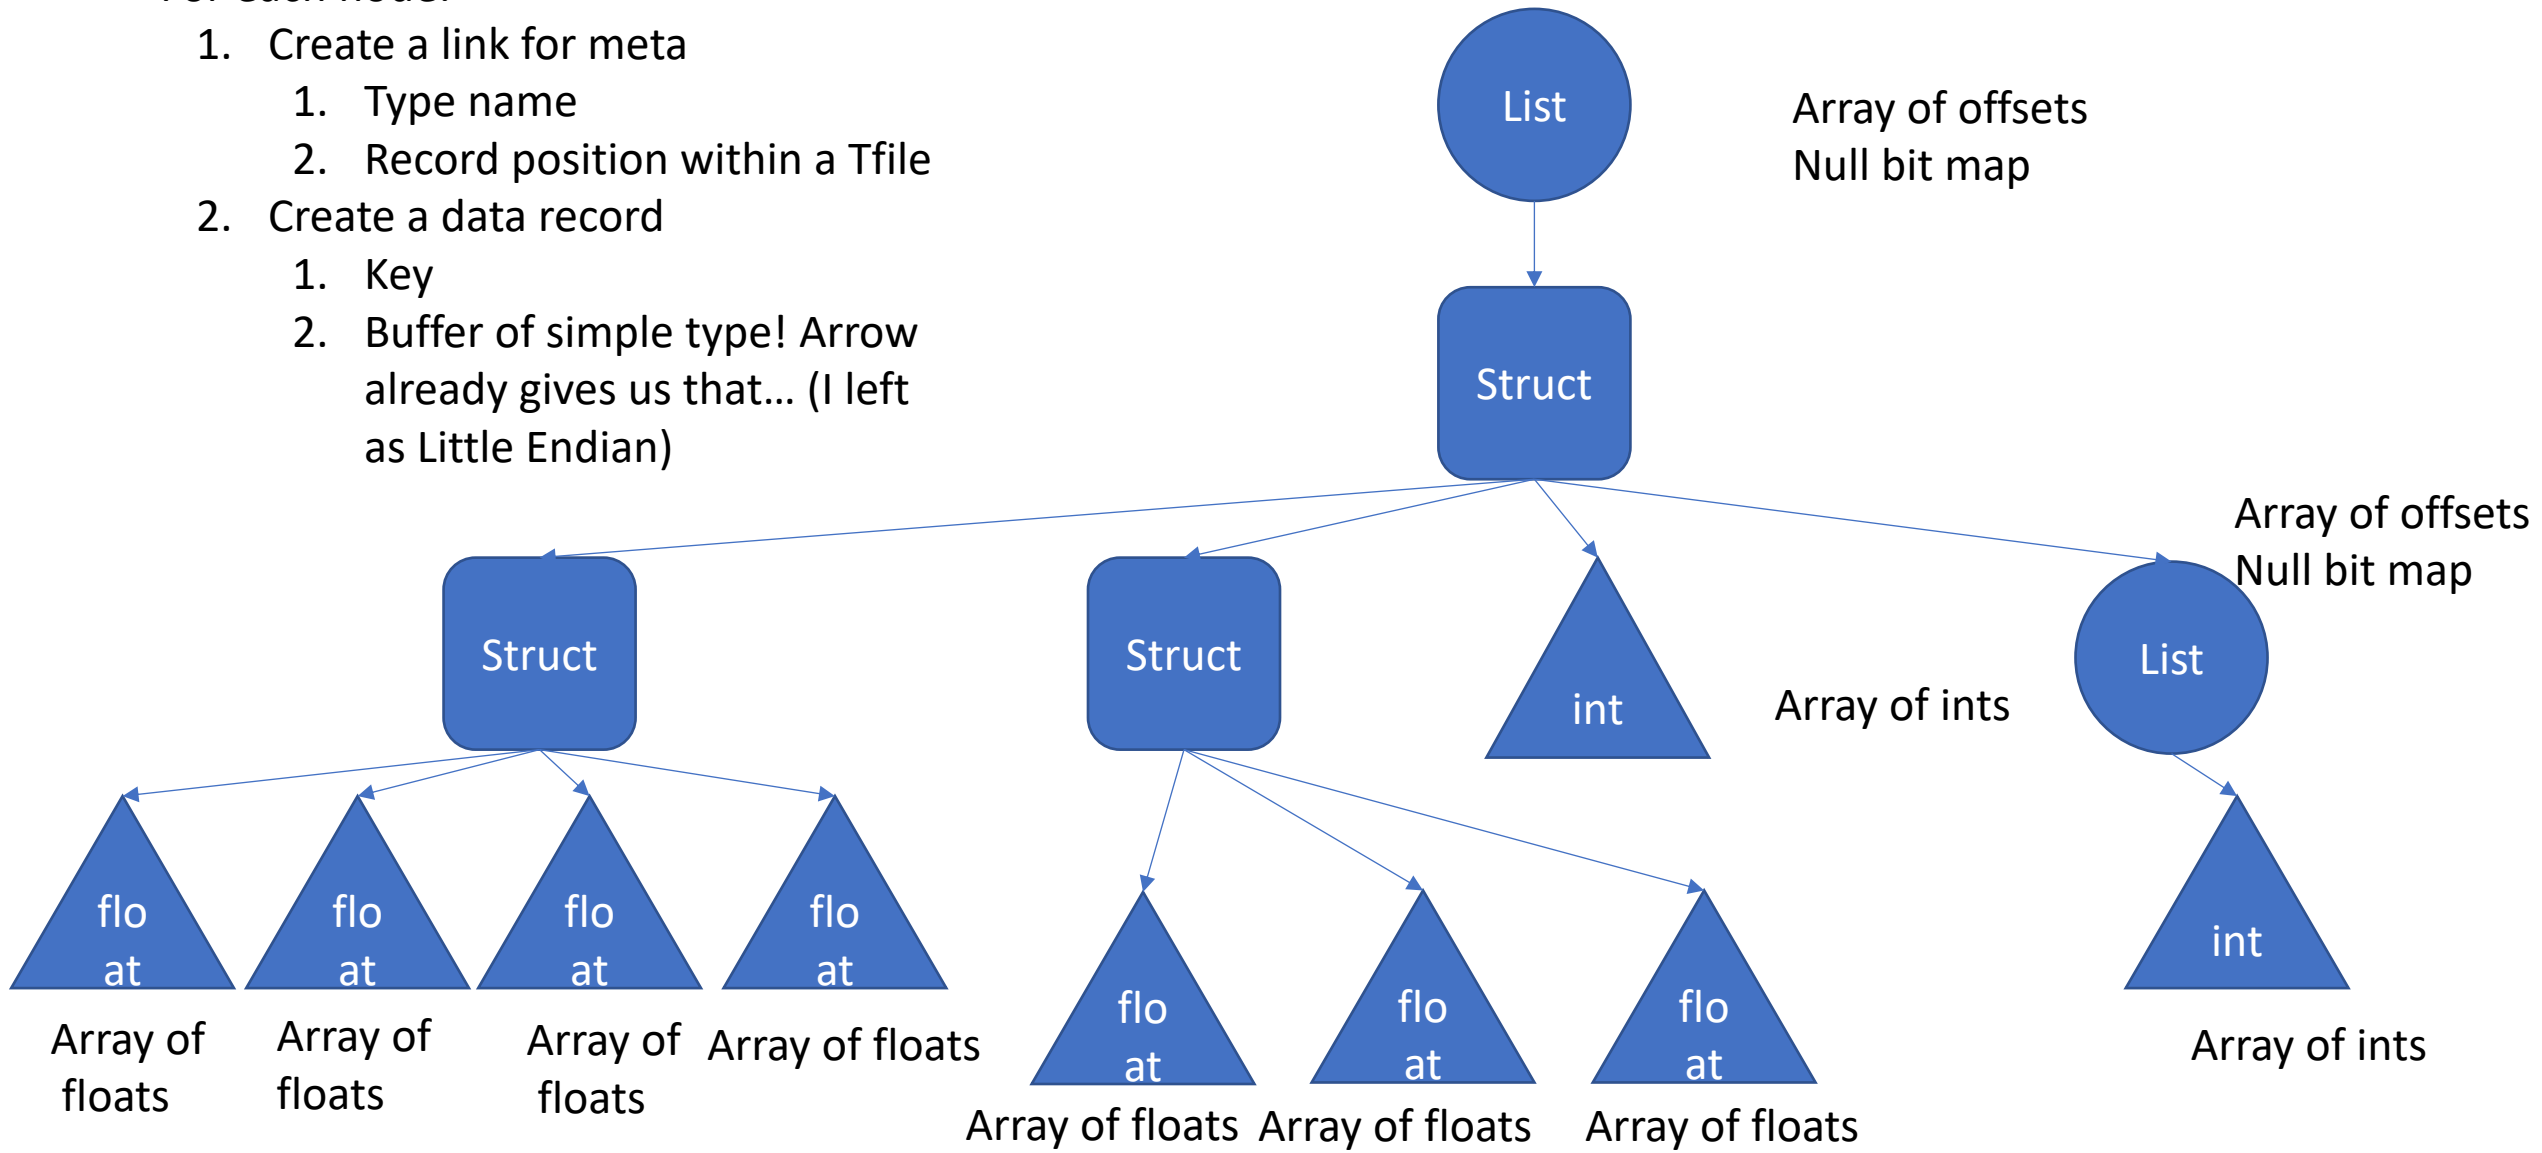 For each node:
1. Create a link for meta
1. Type name
2. Record position within a Tfile
2. Create a data record
1. Key
2. Buffer of simple type! Arrow
already gives us that... (I left
as Little Endian)
List
Array of offsets
Null bit map
Struct
Array of offsets
Null bit map
Struct
Struct
int
Array of ints
List
flo
at
flo
at
flo
at
flo
at
flo
at
flo
at
flo
at
int
Array of
floats
Array of
floats
Array of
floats
Array of floats
Array of floats
Array of floats
Array of floats
Array of ints